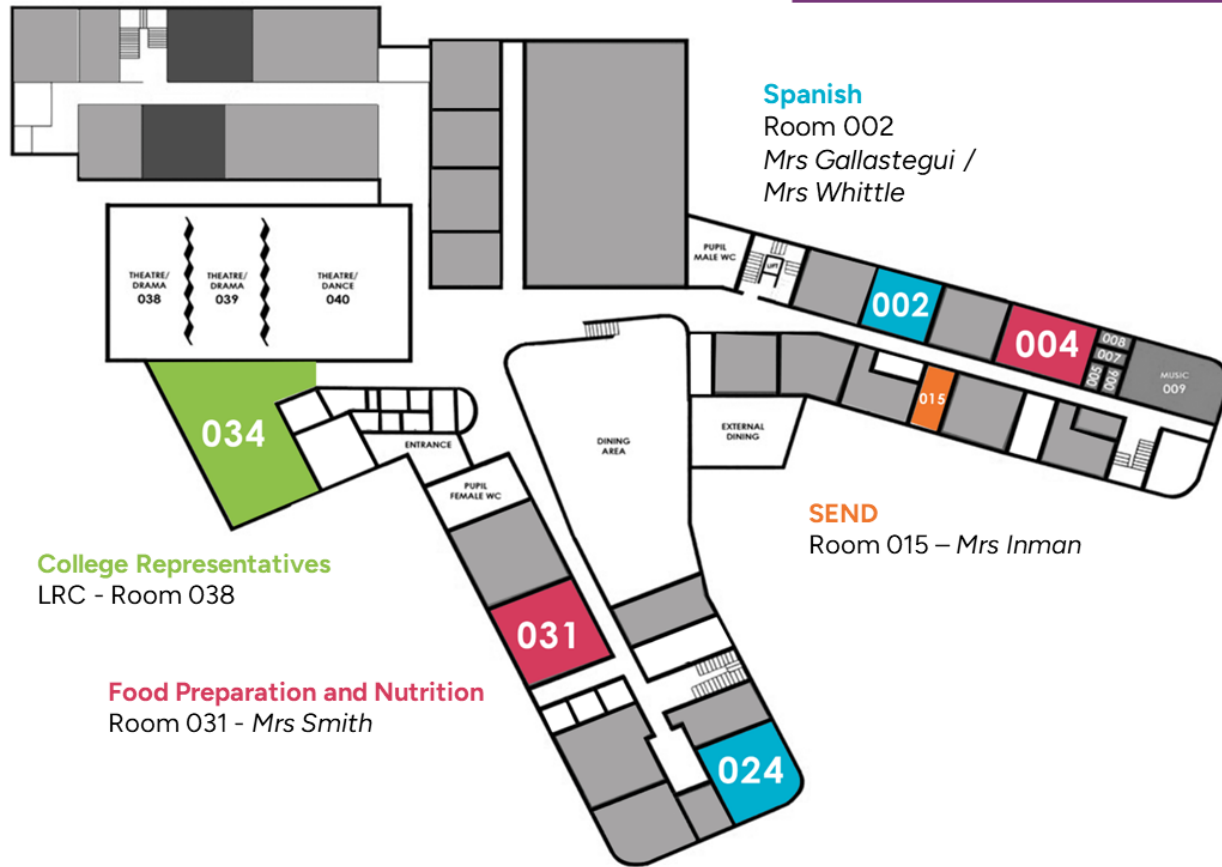 Spanish
Room 002
Mrs Gallastegui /
Mrs Whittle
PUPIL
MALE WC
LIFT
002
004
008
007
005
006
MUSIC
009
THEATRE/
DRAMA
038
THEATRE/
DRAMA
039
THEATRE/
DANCE
040
034
ENTRANCE
PUPIL
FEMALE WC
DINING
AREA
EXTERNAL
DINING
015
SEND
Room 015 – Mrs Inman
College Representatives
LRC - Room 038
031
Food Preparation and Nutrition
Room 031 - Mrs Smith
024